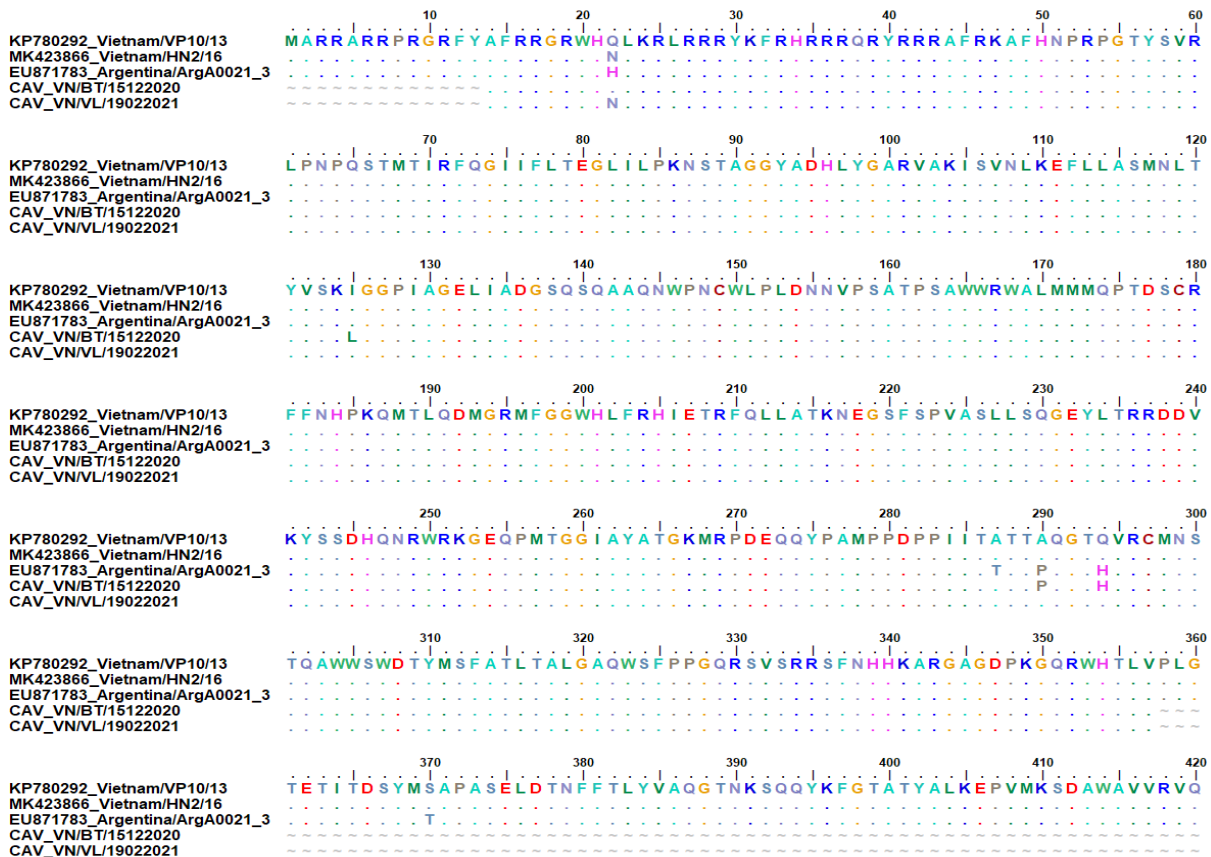 10 20 30 40 50 60
....|....|....|....|....|....|....|....|....|....|....|....|
KP780292_Vietnam/VP10/13 MARRARRPRGRFYAFRRGRWHQLKRLRRRYKFRHRRRQRYRRRAFRKAFHNPRPGTYSVR
MK423866_Vietnam/HN2/16 .....................N......................................
EU871783_Argentina/ArgA0021_3 .....................H......................................
CAV_VN/BT/15122020 ~~~~~~~~~~~~~...............................................
CAV_VN/VL/19022021 ~~~~~~~~~~~~~........N......................................
70 80 90 100 110 120
....|....|....|....|....|....|....|....|....|....|....|....|
KP780292_Vietnam/VP10/13 LPNPQSTMTIRFQGIIFLTEGLILPKNSTAGGYADHLYGARVAKISVNLKEFLLASMNLT
MK423866_Vietnam/HN2/16 ............................................................
EU871783_Argentina/ArgA0021_3 ............................................................
CAV_VN/BT/15122020 ............................................................
CAV_VN/VL/19022021 ............................................................
130 140 150 160 170 180
....|....|....|....|....|....|....|....|....|....|....|....|
KP780292_Vietnam/VP10/13 YVSKIGGPIAGELIADGSQSQAAQNWPNCWLPLDNNVPSATPSAWWRWALMMMQPTDSCR
MK423866_Vietnam/HN2/16 ............................................................
EU871783_Argentina/ArgA0021_3 ............................................................
CAV_VN/BT/15122020 ....L.......................................................
CAV_VN/VL/19022021 ............................................................
190 200 210 220 230 240
....|....|....|....|....|....|....|....|....|....|....|....|
KP780292_Vietnam/VP10/13 FFNHPKQMTLQDMGRMFGGWHLFRHIETRFQLLATKNEGSFSPVASLLSQGEYLTRRDDV
MK423866_Vietnam/HN2/16 ............................................................
EU871783_Argentina/ArgA0021_3 ............................................................
CAV_VN/BT/15122020 ............................................................
CAV_VN/VL/19022021 ............................................................
250 260 270 280 290 300
....|....|....|....|....|....|....|....|....|....|....|....|
KP780292_Vietnam/VP10/13 KYSSDHQNRWRKGEQPMTGGIAYATGKMRPDEQQYPAMPPDPPIITATTAQGTQVRCMNS
MK423866_Vietnam/HN2/16 ............................................................
EU871783_Argentina/ArgA0021_3 ..............................................T..P...H......
CAV_VN/BT/15122020 .................................................P...H......
CAV_VN/VL/19022021 ............................................................
310 320 330 340 350 360
....|....|....|....|....|....|....|....|....|....|....|....|
KP780292_Vietnam/VP10/13 TQAWWSWDTYMSFATLTALGAQWSFPPGQRSVSRRSFNHHKARGAGDPKGQRWHTLVPLG
MK423866_Vietnam/HN2/16 ............................................................
EU871783_Argentina/ArgA0021_3 ............................................................
CAV_VN/BT/15122020 .........................................................~~~
CAV_VN/VL/19022021 .........................................................~~~
370 380 390 400 410 420
....|....|....|....|....|....|....|....|....|....|....|....|
KP780292_Vietnam/VP10/13 TETITDSYMSAPASELDTNFFTLYVAQGTNKSQQYKFGTATYALKEPVMKSDAWAVVRVQ
MK423866_Vietnam/HN2/16 ............................................................
EU871783_Argentina/ArgA0021_3 .........T..................................................
CAV_VN/BT/15122020 ~~~~~~~~~~~~~~~~~~~~~~~~~~~~~~~~~~~~~~~~~~~~~~~~~~~~~~~~~~~~
CAV_VN/VL/19022021 ~~~~~~~~~~~~~~~~~~~~~~~~~~~~~~~~~~~~~~~~~~~~~~~~~~~~~~~~~~~~